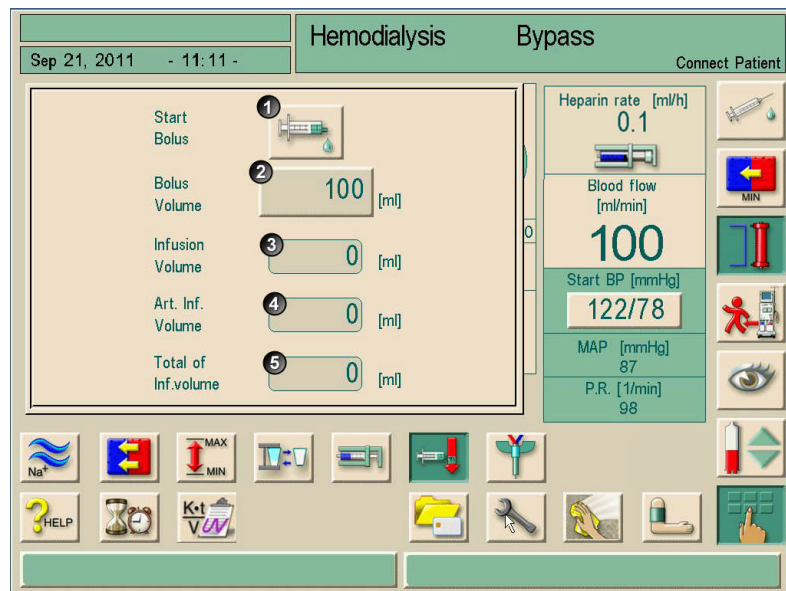 Hemodialysis Bypass
Sep 21, 2011 - 11:11 -
Connect Patient
1
Start
Bolus
2
Bolus
Volume
100 [ml]
3
Infusion
Volume
0 [ml]
4
Art. Inf.
Volume
0 [ml]
5
Total of
Inf.volume
0 [ml]
0
Heparin rate [ml/h]
0.1
Blood flow
[ml/min]
100
Start BP [mmHg]
122/78
MAP [mmHg]
87
P.R. [1/min]
98
MIN
Na+
MAX
MIN
?HELP
K•t
V
UV